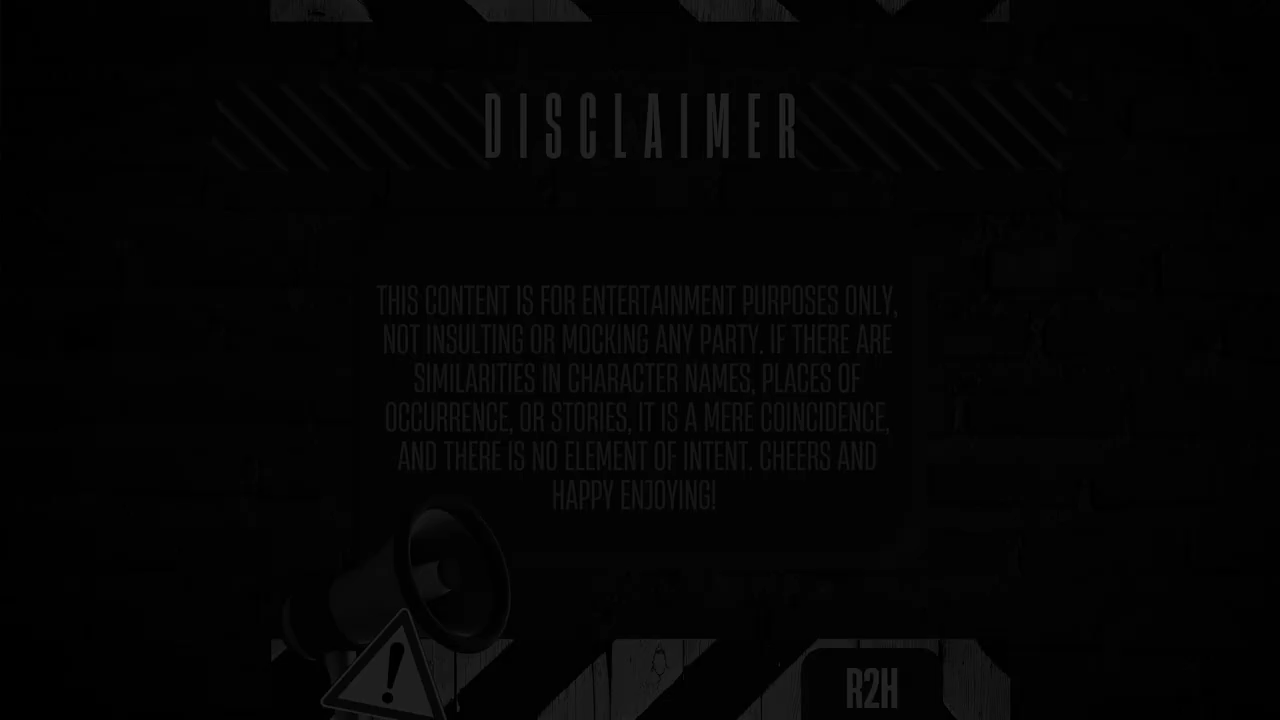 DISCLAIMER
THIS CONTENT IS FOR ENTERTAINMENT PURPOSES ONLY,
NOT INSULTING OR MOCKING ANY PARTY. IF THERE ARE
SIMILARITIES IN CHARACTER NAMES, PLACES OF
OCCURRENCE, OR STORIES, IT IS A MERE COINCIDENCE,
AND THERE IS NO ELEMENT OF INTENT. CHEERS AND
HAPPY ENJOYING!
R2H